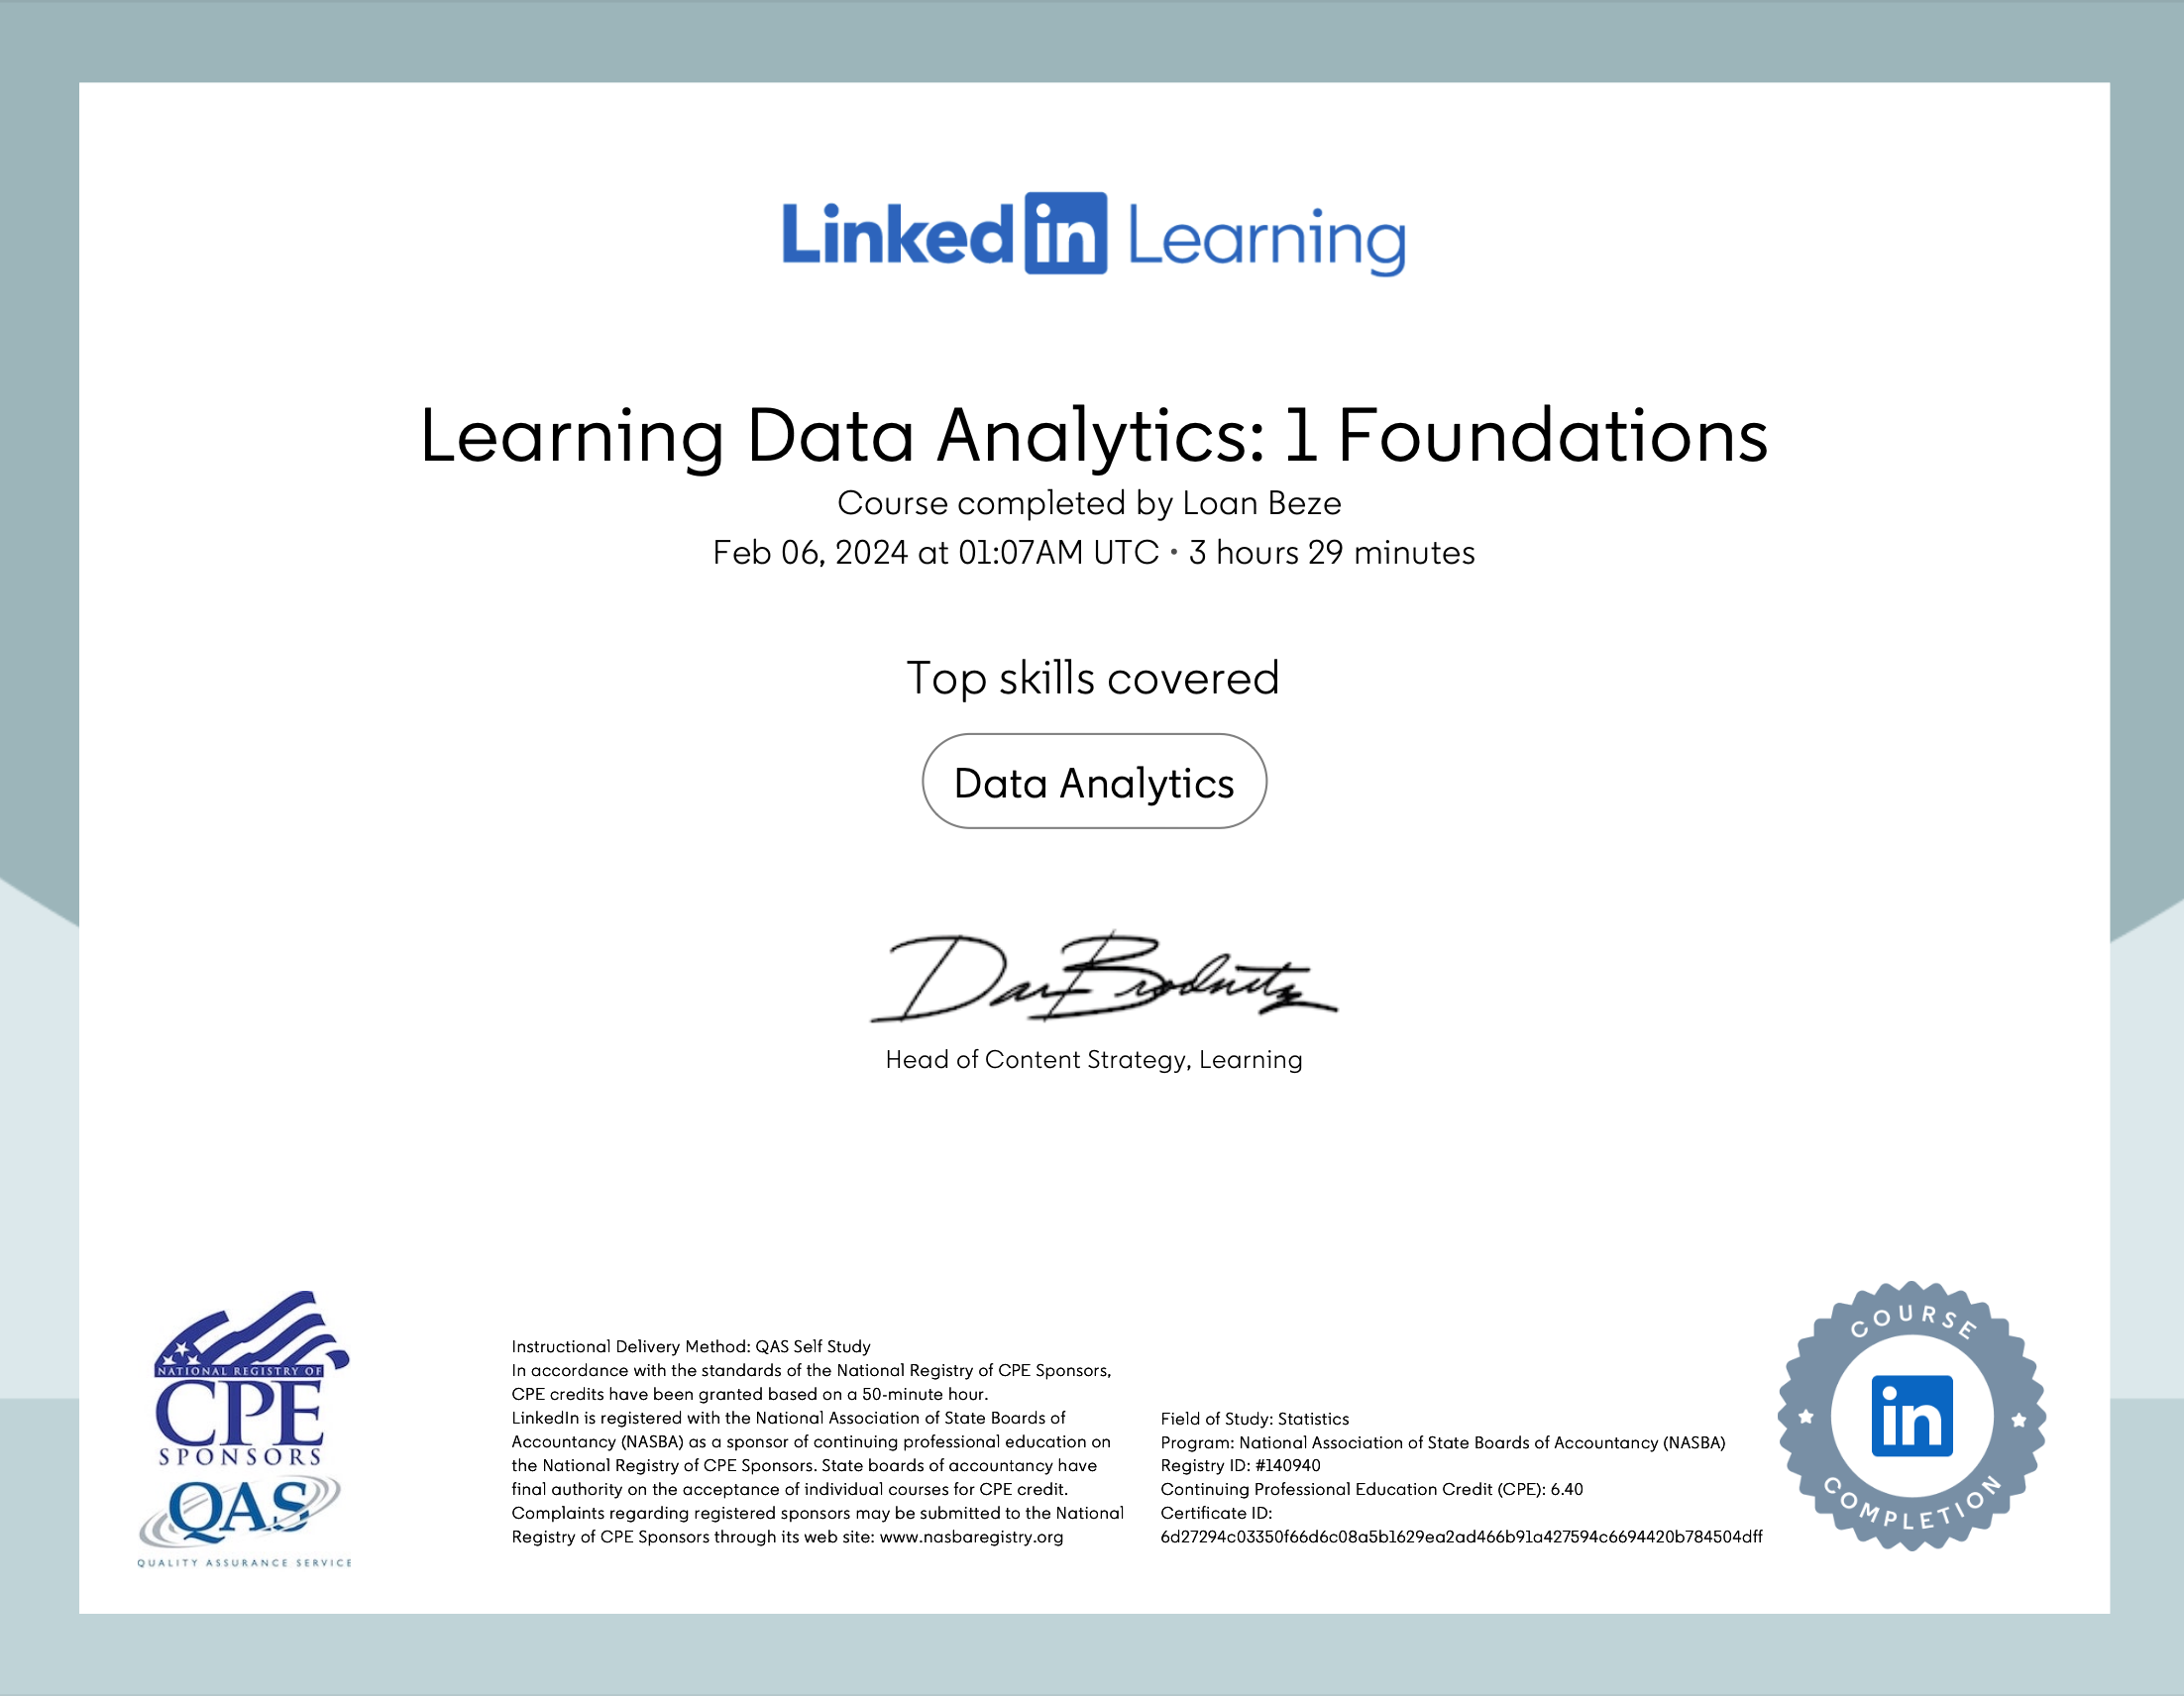 Linked in Learning
Learning Data Analytics: 1 Foundations
Course completed by Loan Beze
Feb 06, 2024 at 01:07AM UTC • 3 hours 29 minutes
Top skills covered
Data Analytics
Dan Brodnitz
Head of Content Strategy, Learning
NATIONAL REGISTRY OF
CPE
SPONSORS
QAS
QUALITY ASSURANCE SERVICE
Instructional Delivery Method: QAS Self Study
In accordance with the standards of the National Registry of CPE Sponsors,
CPE credits have been granted based on a 50-minute hour.
LinkedIn is registered with the National Association of State Boards of
Accountancy (NASBA) as a sponsor of continuing professional education on
the National Registry of CPE Sponsors. State boards of accountancy have
final authority on the acceptance of individual courses for CPE credit.
Complaints regarding registered sponsors may be submitted to the National
Registry of CPE Sponsors through its web site: www.nasbaregistry.org
Field of Study: Statistics
Program: National Association of State Boards of Accountancy (NASBA)
Registry ID: #140940
Continuing Professional Education Credit (CPE): 6.40
Certificate ID:
6d27294c03350f66d6c08a5b1629ea2ad466b91a427594c6694420b784504dff
COURSE
in
COMPLETION